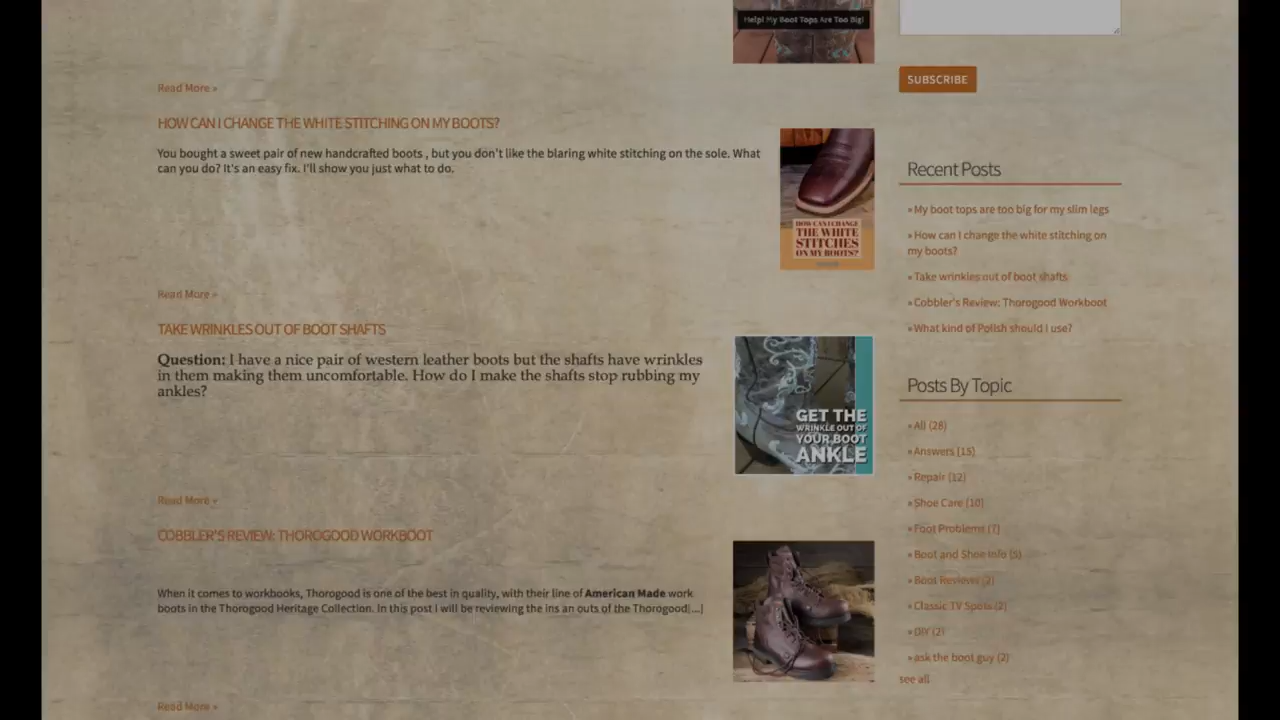 Help! My Boot Tops Are Too Big!
SUBSCRIBE
Read More »
HOW CAN I CHANGE THE WHITE STITCHING ON MY BOOTS?
You bought a sweet pair of new handcrafted boots , but you don't like the blaring white stitching on the sole. What
can you do? It's an easy fix. I'll show you just what to do.
HOW CAN I CHANGE
THE WHITE
STITCHES
ON MY BOOTS?
Read More »
TAKE WRINKLES OUT OF BOOT SHAFTS
Question: I have a nice pair of western leather boots but the shafts have wrinkles
in them making them uncomfortable. How do I make the shafts stop rubbing my
ankles?
GET THE
WRINKLE OUT OF
YOUR BOOT
ANKLE
Read More »
COBBLER'S REVIEW: THOROGOOD WORKBOOT
When it comes to workbooks, Thorogood is one of the best in quality, with their line of American Made work
boots in the Thorogood Heritage Collection. In this post I will be reviewing the ins an outs of the Thorogood[...]
Read More »
Recent Posts
» My boot tops are too big for my slim legs
» How can I change the white stitching on
my boots?
» Take wrinkles out of boot shafts
» Cobbler's Review: Thorogood Workboot
» What kind of Polish should I use?
Posts By Topic
» All (28)
» Answers (15)
» Repair (12)
» Shoe Care (10)
» Foot Problems (7)
» Boot and Shoe Info (5)
» Boot Reviews (2)
» Classic TV Spots (2)
» DIY (2)
» ask the boot guy (2)
see all